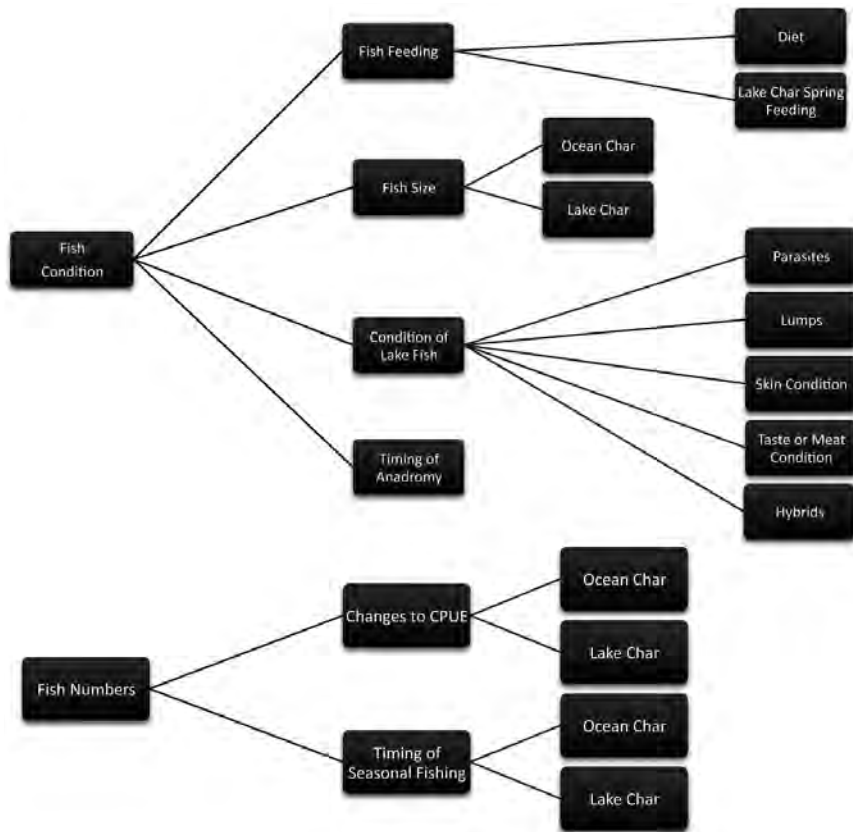 Fish Feeding
Diet
Lake Char Spring
Feeding
Fish Size
Ocean Char
Lake Char
Fish
Condition
Condition of
Lake Fish
Parasites
Lumps
Skin Condition
Taste or Meat
Condition
Hybrids
Timing of
Anadromy
Fish Numbers
Changes to CPUE
Ocean Char
Lake Char
Timing of
Seasonal Fishing
Ocean Char
Lake Char